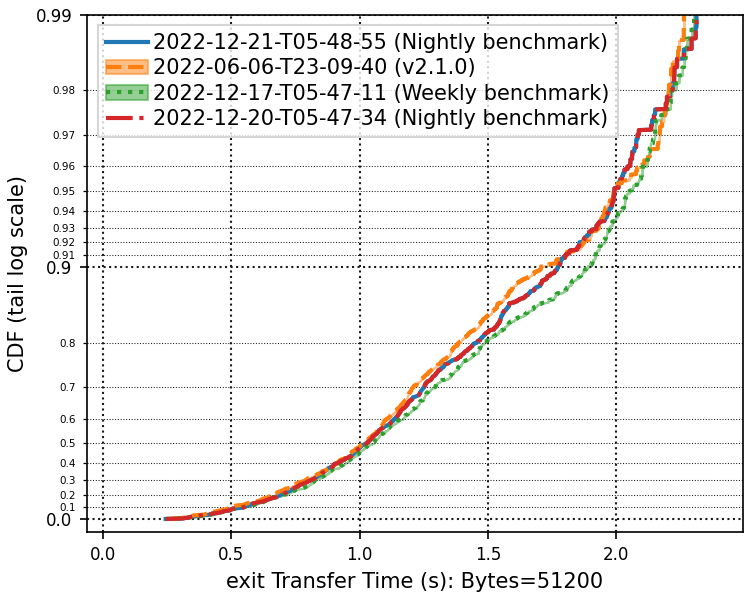 0.99
2022-12-21-T05-48-55 (Nightly benchmark)
2022-06-06-T23-09-40 (v2.1.0)
2022-12-17-T05-47-11 (Weekly benchmark)
2022-12-20-T05-47-34 (Nightly benchmark)
0.98
0.97
0.96
0.95
0.94
0.93
0.92
0.91
0.9
0.8
0.7
0.6
0.5
0.4
0.3
0.2
0.1
0.0
CDF (tail log scale)
0.0 0.5 1.0 1.5 2.0
exit Transfer Time (s): Bytes=51200